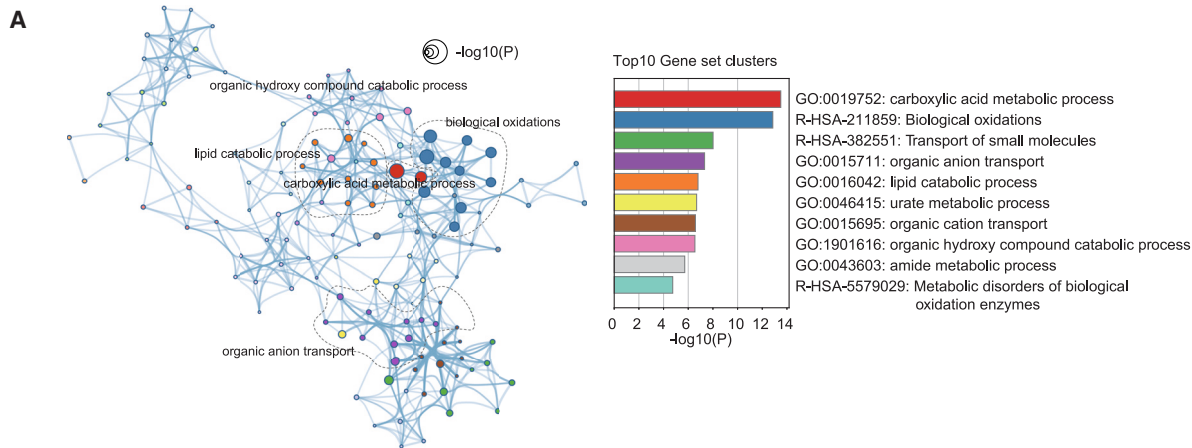 A
-log10(P)
organic hydroxy compound catabolic process
biological oxidations
lipid catabolic process
carboxylic acid metabolic process
organic anion transport
Top10 Gene set clusters
GO:0019752: carboxylic acid metabolic process
R-HSA-211859: Biological oxidations
R-HSA-382551: Transport of small molecules
GO:0015711: organic anion transport
GO:0016042: lipid catabolic process
GO:0046415: urate metabolic process
GO:0015695: organic cation transport
GO:1901616: organic hydroxy compound catabolic process
GO:0043603: amide metabolic process
R-HSA-5579029: Metabolic disorders of biological
oxidation enzymes
0 2 4 6 8 10 12 14
-log10(P)